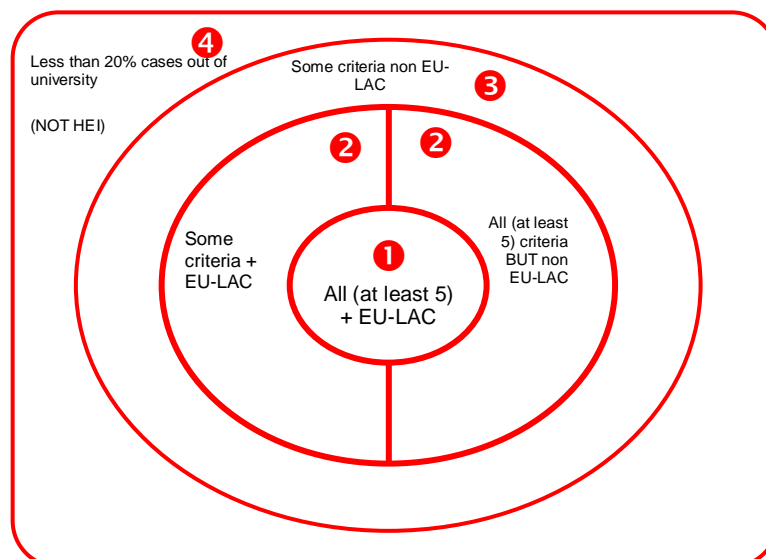 4
Less than 20% cases out of
university
(NOT HEI)
Some criteria non EU-
LAC
3
2
2
Some
criteria +
EU-LAC
All (at least
5) criteria
BUT non
EU-LAC
1
All (at least 5)
+ EU-LAC